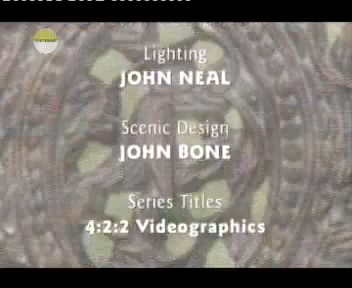 Lighting
JOHN NEAL
Scenic Design
JOHN BONE
Series Titles
4:2:2 Videographics